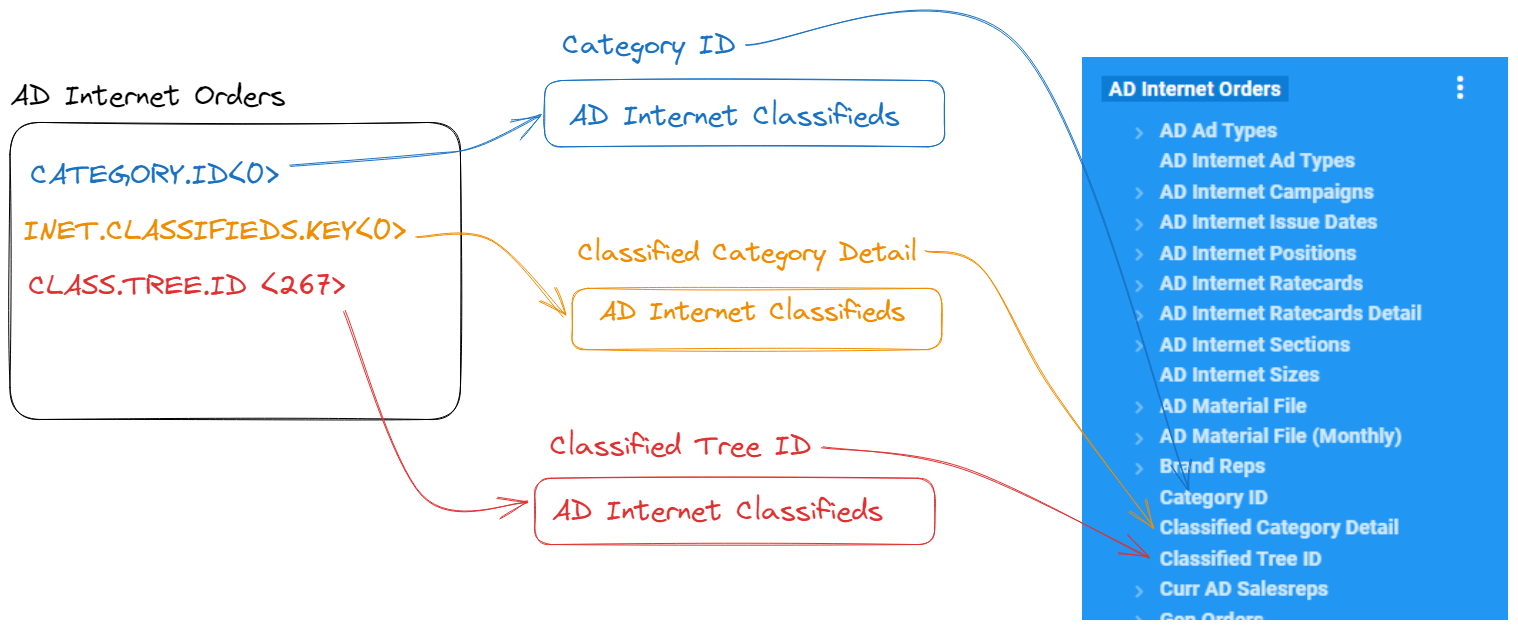 AD Internet Orders
CATEGORY.ID<0>
INET.CLASSIFIEDS.KEY<0>
CLASS.TREE.ID <267>
Category ID
AD Internet Classifieds
Classified Category Detail
AD Internet Classifieds
Classified Tree ID
AD Internet Classifieds
AD Internet Orders
AD Ad Types
AD Internet Ad Types
AD Internet Campaigns
AD Internet Issue Dates
AD Internet Positions
AD Internet Ratecards
AD Internet Ratecards Detail
AD Internet Sections
AD Internet Sizes
AD Material File
AD Material File (Monthly)
Brand Reps
Category ID
Classified Category Detail
Classified Tree ID
Curr AD Salesreps
Gen Orders